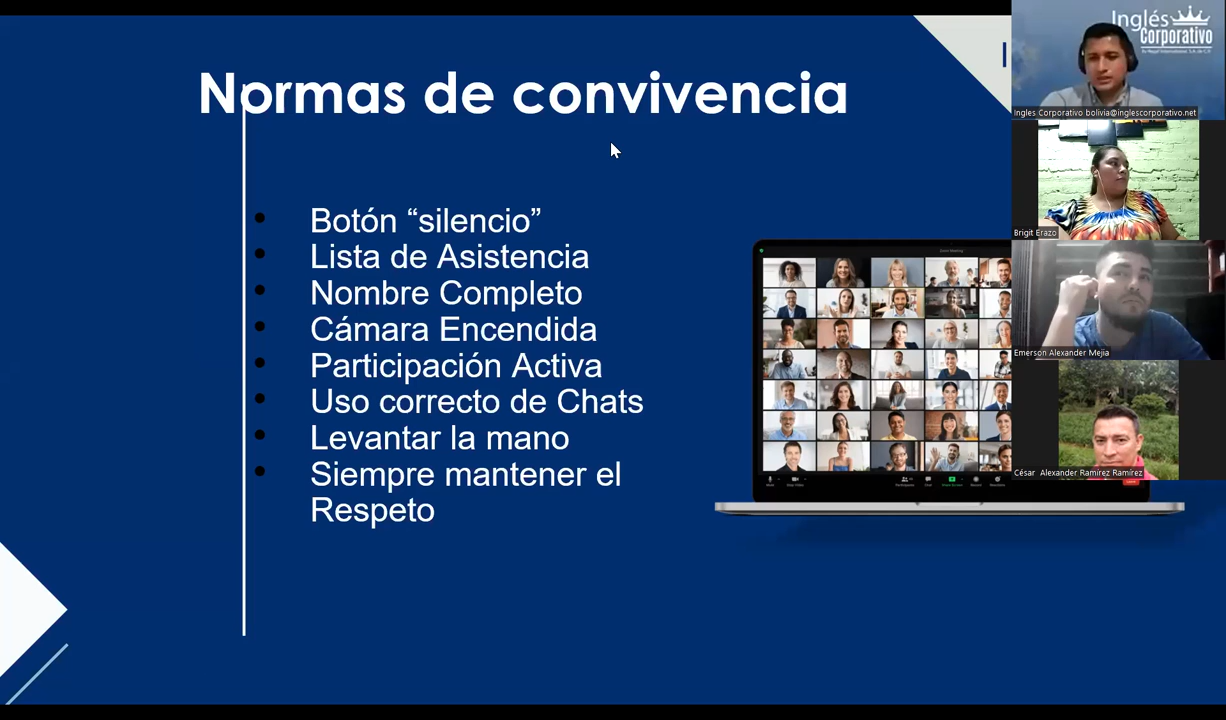 Normas de convivencia
Botón “silencio”
Lista de Asistencia
Nombre Completo
Cámara Encendida
Participación Activa
Uso correcto de Chats
Levantar la mano
Siempre mantener el
Respeto
Inglés
Corporativo
Ingles Corporativo bolivia@inglescorporativo.net
Brigit Erazo
Emerson Alexander Mejia
César Alexander Ramírez Ramírez